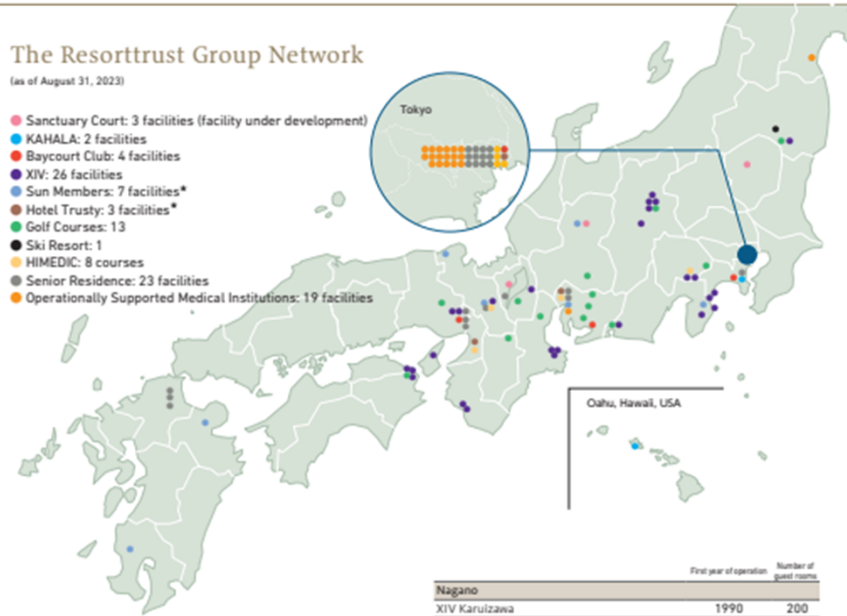 The Resorttrust Group Network
(as of August 31, 2023)
Sanctuary Court: 3 facilities (facility under development)
KAHALA: 2 facilities
Baycourt Club: 4 facilities
XIV: 26 facilities
Sun Members: 7 facilities*
Hotel Trusty: 3 facilities*
Golf Courses: 13
Ski Resort: 1
HIMEDIC: 8 courses
Senior Residence: 23 facilities
Operationally Supported Medical Institutions: 19 facilities
Tokyo
Oahu, Hawaii, USA
First year of operation Number of guest rooms
Nagano
XIV Karuizawa 1990 200